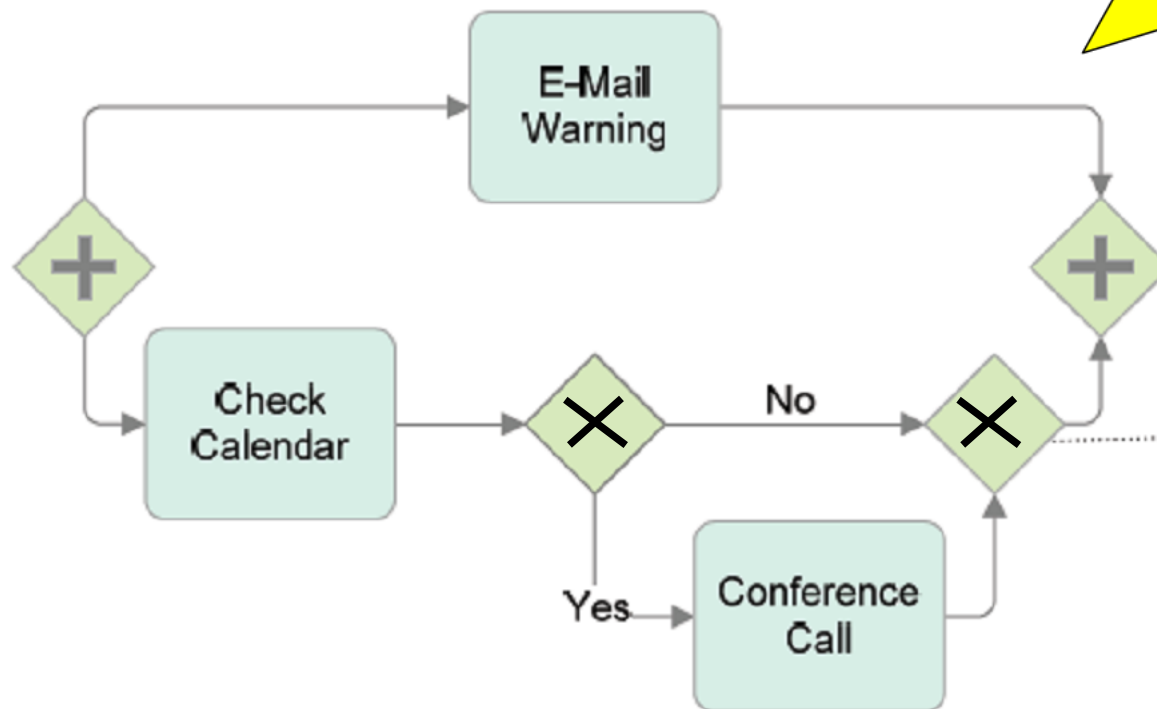 E-Mail
Warning
Check
Calendar
No
Yes
Conference
Call